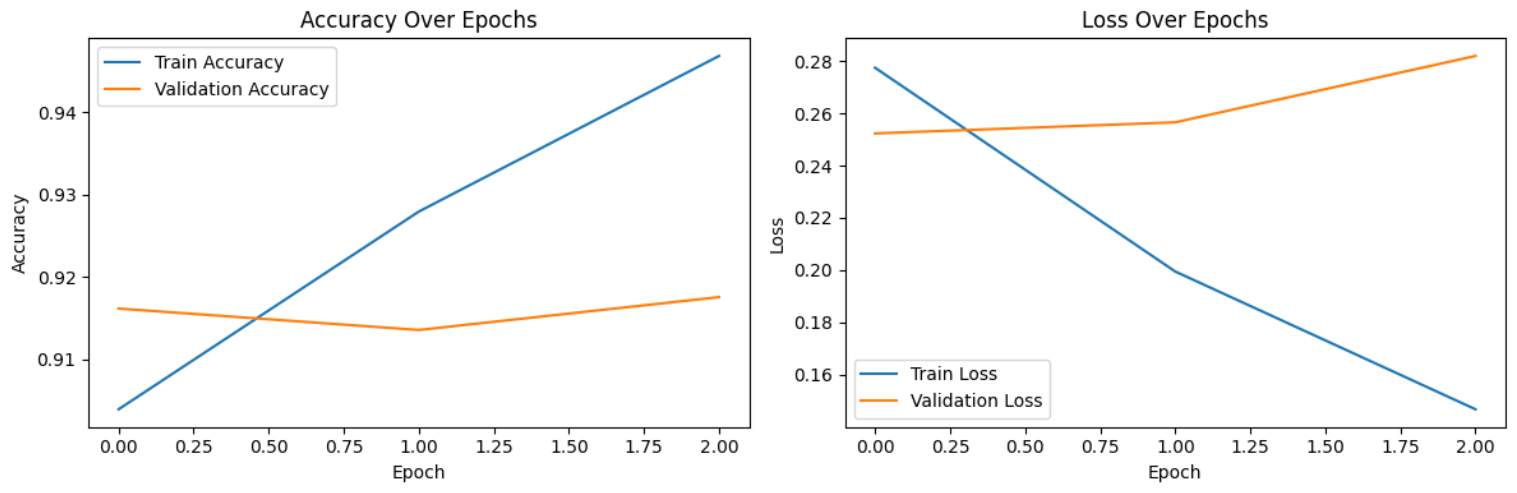 Accuracy Over Epochs
Train Accuracy
Validation Accuracy
0.94
0.93
0.92
0.91
Accuracy
0.00 0.25 0.50 0.75 1.00 1.25 1.50 1.75 2.00
Epoch
Loss Over Epochs
0.28
0.26
0.24
0.22
0.20
0.18
0.16
Loss
Train Loss
Validation Loss
0.00 0.25 0.50 0.75 1.00 1.25 1.50 1.75 2.00
Epoch